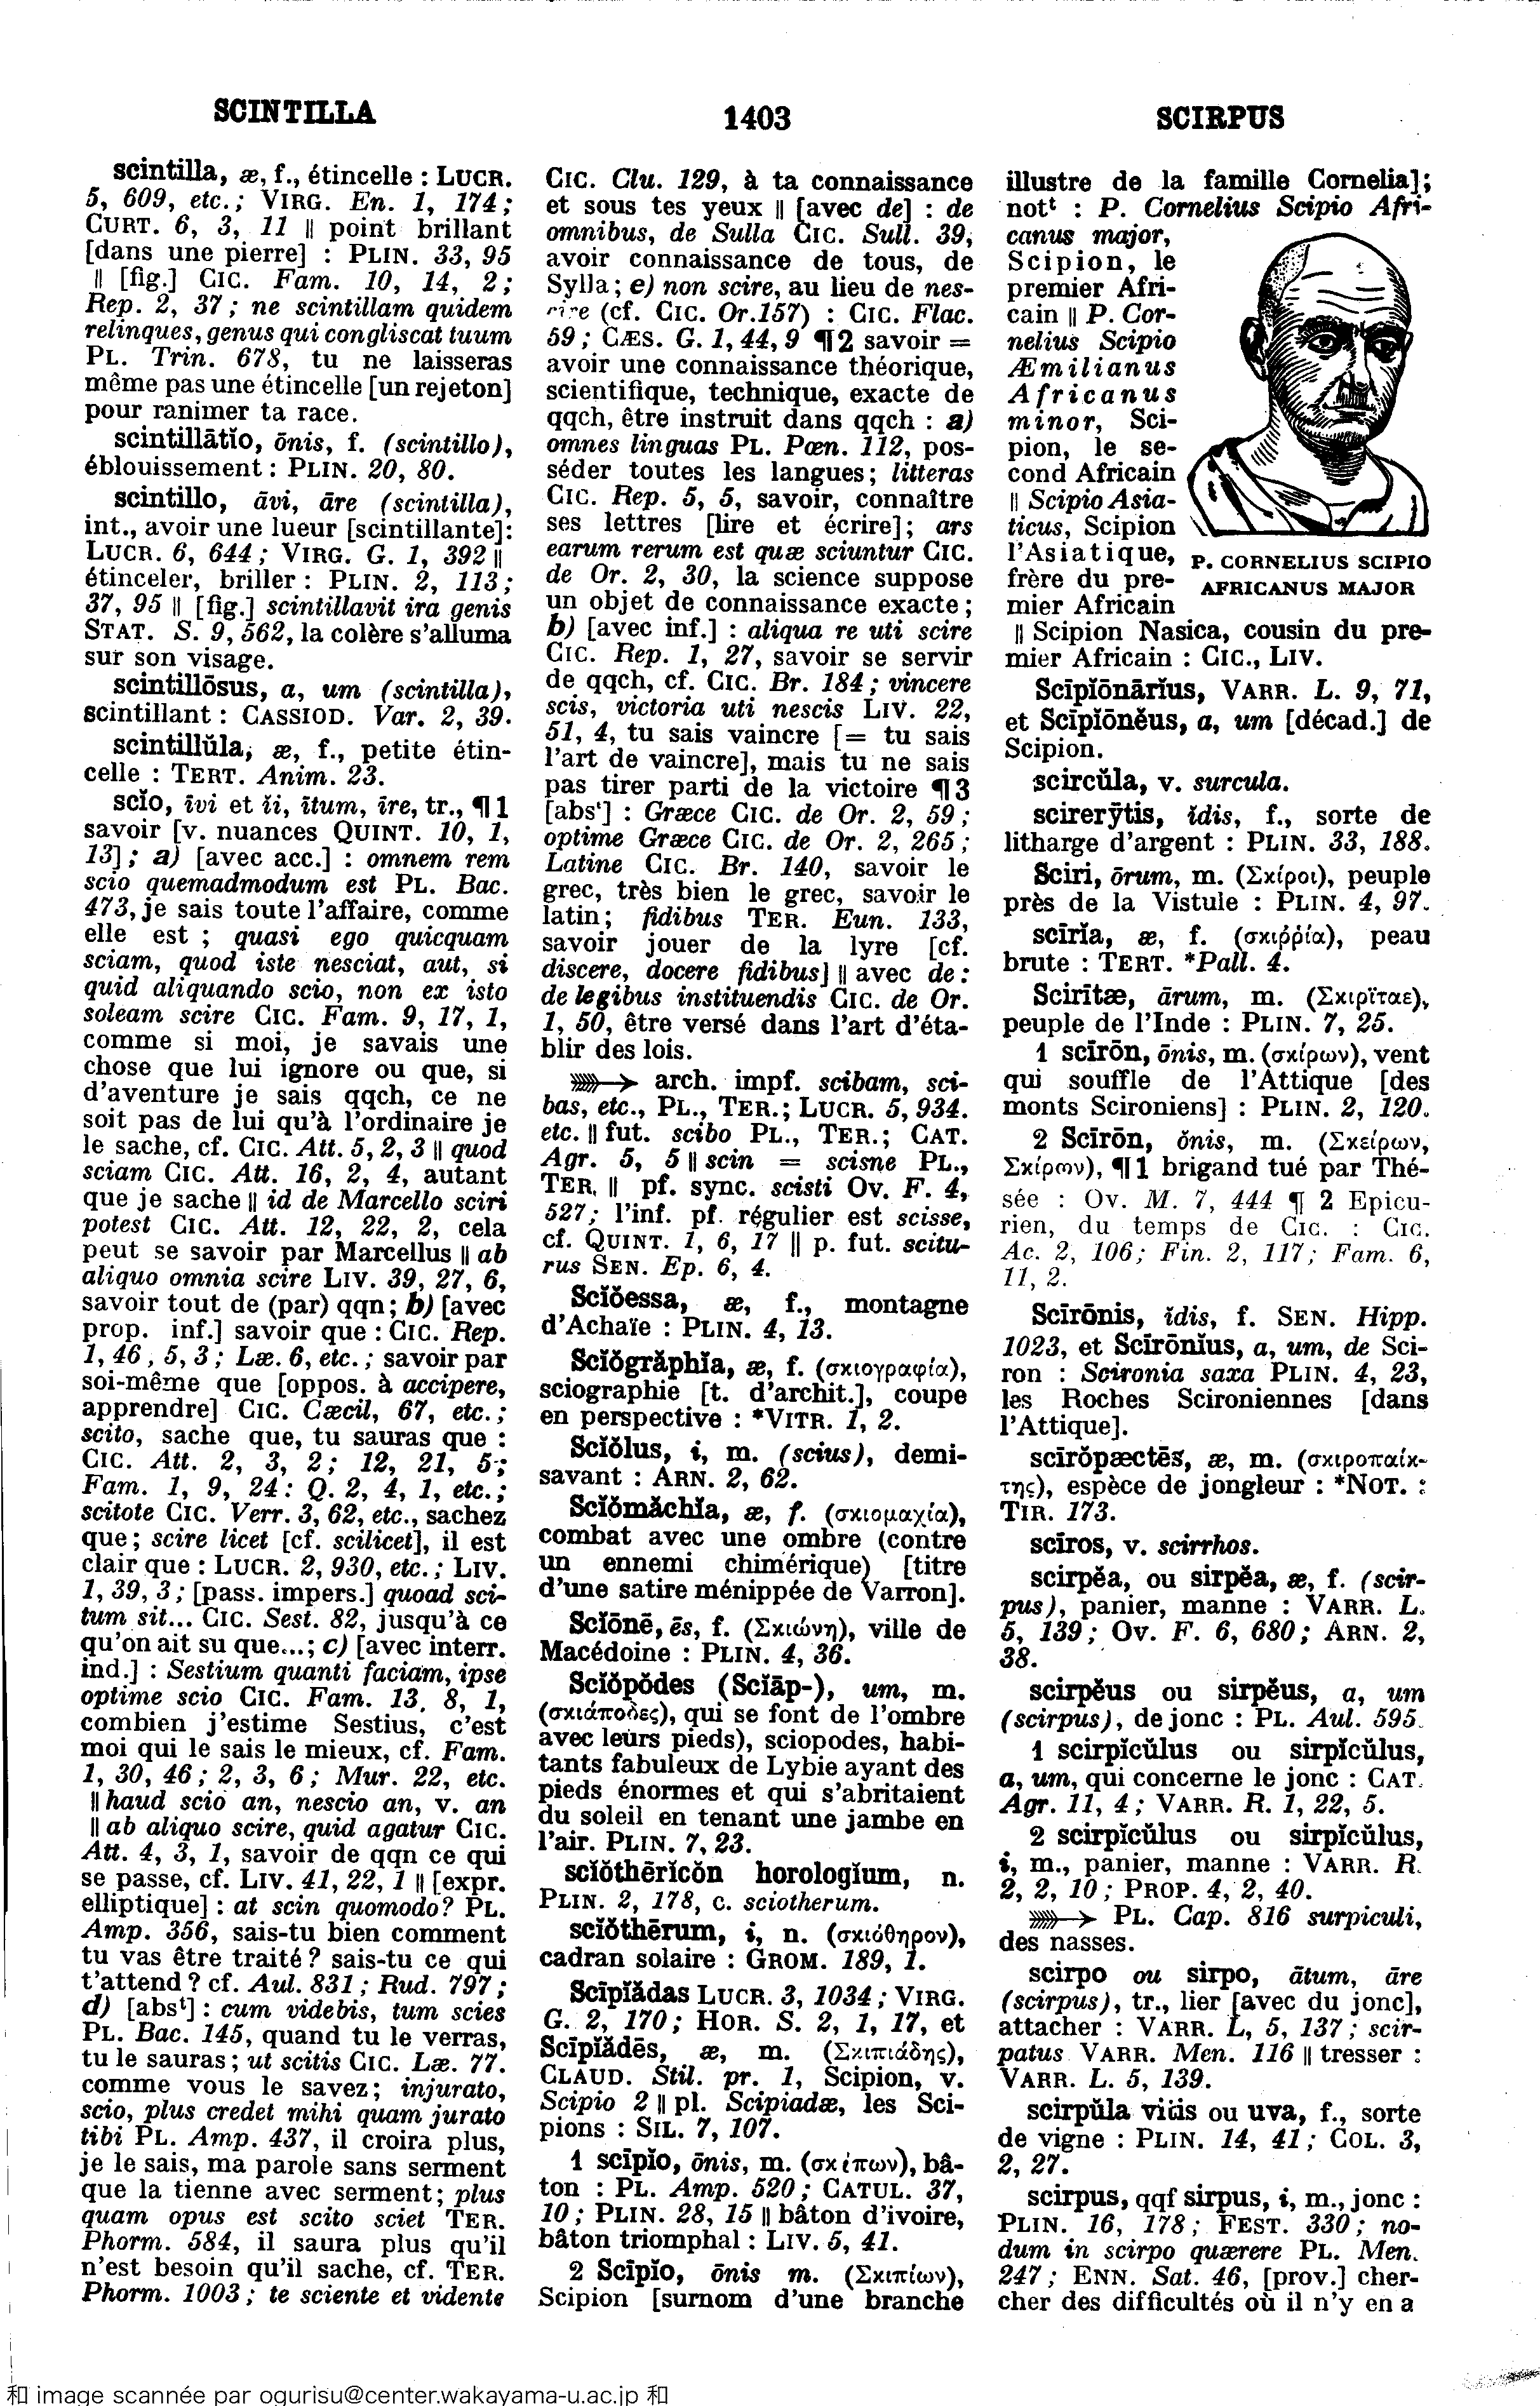 SCINTILLA
1403
SCIRPUS
scintilla, æ, f., étincelle : LUCR.
5, 609, etc.; VIRG. En. 1, 174;
CURT. 6, 3, 11 || point brillant
[dans une pierre] : PLIN. 33, 95
|| [fig.] CIC. Fam. 10, 14, 2;
Rep. 2, 37; ne scintillam quidem
relinques, genus qui congliscat tuum
PL. Trin. 678, tu ne laisseras
même pas une étincelle [un rejeton]
pour ranimer ta race.
scintillātĭo, ōnis, f. (scintillo),
éblouissement : PLIN. 20, 80.
scintillo, āvi, āre (scintilla),
int., avoir une lueur [scintillante]:
LUCR. 6, 644; VIRG. G. 1, 392 ||
étinceler, briller : PLIN. 2, 113;
37, 95 || [fig.] scintillavit ira genis
STAT. S. 9, 562, la colère s'alluma
sur son visage.
scintillōsus, a, um (scintilla),
scintillant : CASSIOD. Var. 2, 39.
scintillŭla, æ, f., petite étin-
celle : TERT. Anim. 23.
scĭo, īvi et ĭi, ītum, īre, tr., ¶1
savoir [v. nuances QUINT. 10, 1,
13]; a) [avec acc.] : omnem rem
scio quemadmodum est PL. Bac.
473, je sais toute l'affaire, comme
elle est ; quasi ego quicquam
sciam, quod iste nesciat, aut, si
quid aliquando scio, non ex isto
soleam scire CIC. Fam. 9, 17, 1,
comme si moi, je savais une
chose que lui ignore ou que, si
d'aventure je sais qqch, ce ne
soit pas de lui qu'à l'ordinaire je
le sache, cf. CIC. Att. 5, 2, 3 || quod
sciam CIC. Att. 16, 2, 4, autant
que je sache || id de Marcello sciri
potest CIC. Att. 12, 22, 2, cela
peut se savoir par Marcellus || ab
aliquo omnia scire LIV. 39, 27, 6,
savoir tout de (par) qqn; b) [avec
prop. inf.] savoir que : CIC. Rep.
1, 46, 5, 3; Læ. 6, etc.; savoir par
soi-même que [oppos. à accipere,
apprendre] CIC. Cæcil, 67, etc.;
scito, sache que, tu sauras que :
CIC. Att. 2, 3, 2; 12, 21, 5;
Fam. 1, 9, 24: Q. 2, 4, 1, etc.;
scitote CIC. Verr. 3, 62, etc., sachez
que; scire licet [cf. scilicet], il est
clair que : LUCR. 2, 930, etc.; LIV.
1, 39, 3; [pass. impers.] quoad sci-
tum sit... CIC. Sest. 82, jusqu'à ce
qu'on ait su que...; c) [avec interr.
ind.] : Sestium quanti faciam, ipse
optime scio CIC. Fam. 13, 8, 1,
combien j'estime Sestius, c'est
moi qui le sais le mieux, cf. Fam.
1, 30, 46; 2, 3, 6; Mur. 22, etc.
|| haud scio an, nescio an, v. an
|| ab aliquo scire, quid agatur CIC.
Att. 4, 3, 1, savoir de qqn ce qui
se passe, cf. LIV. 41, 22, 1 || [expr.
elliptique] : at scin quomodo? PL.
Amp. 356, sais-tu bien comment
tu vas être traité? sais-tu ce qui
t'attend? cf. Aul. 831; Rud. 797;
d) [absᵗ] : cum videbis, tum scies
PL. Bac. 145, quand tu le verras,
tu le sauras; ut scitis CIC. Læ. 77.
comme vous le savez; injurato,
scio, plus credet mihi quam jurato
tibi PL. Amp. 437, il croira plus,
je le sais, ma parole sans serment
que la tienne avec serment; plus
quam opus est scito sciet TER.
Phorm. 584, il saura plus qu'il
n'est besoin qu'il sache, cf. TER.
Phorm. 1003; te sciente et vidente
CIC. Clu. 129, à ta connaissance
et sous tes yeux || [avec de] : de
omnibus, de Sulla CIC. Sull. 39,
avoir connaissance de tous, de
Sylla; e) non scire, au lieu de nes-
cire (cf. CIC. Or.157) : CIC. Flac.
59; CÆS. G. 1, 44, 9 ¶2 savoir =
avoir une connaissance théorique,
scientifique, technique, exacte de
qqch, être instruit dans qqch : a)
omnes linguas PL. Pœn. 112, pos-
séder toutes les langues; litteras
CIC. Rep. 5, 5, savoir, connaître
ses lettres [lire et écrire]; ars
earum rerum est quæ sciuntur CIC.
de Or. 2, 30, la science suppose
un objet de connaissance exacte;
b) [avec inf.] : aliqua re uti scire
CIC. Rep. 1, 27, savoir se servir
de qqch, cf. CIC. Br. 184; vincere
scis, victoria uti nescis LIV. 22,
51, 4, tu sais vaincre [= tu sais
l'art de vaincre], mais tu ne sais
pas tirer parti de la victoire ¶3
[absᵗ] : Græce CIC. de Or. 2, 59;
optime Græce CIC. de Or. 2, 265;
Latine CIC. Br. 140, savoir le
grec, très bien le grec, savoir le
latin; fidibus TER. Eun. 133,
savoir jouer de la lyre [cf.
discere, docere fidibus] || avec de :
de legibus instituendis CIC. de Or.
1, 50, être versé dans l'art d'éta-
blir des lois.
arch. impf. scibam, sci-
bas, etc., PL., TER.; LUCR. 5, 934.
etc. || fut. scibo PL., TER.; CAT.
Agr. 5, 5 || scin = scisne PL.,
TER. || pf. sync. scisti OV. F. 4,
527; l'inf. pf. régulier est scisse,
cf. QUINT. 1, 6, 17 || p. fut. scitu-
rus SEN. Ep. 6, 4.
Scĭŏessa, æ, f., montagne
d'Achaïe : PLIN. 4, 13.
Scĭŏgrăphĭa, æ, f. (σκιογραφία),
sciographie [t. d'archit.], coupe
en perspective : *VITR. 1, 2.
Scĭŏlus, i, m. (scius), demi-
savant : ARN. 2, 62.
Scĭŏmăchĭa, æ, f. (σκιομαχία),
combat avec une ombre (contre
un ennemi chimérique) [titre
d'une satire ménippée de Varron].
Scĭōnē, ēs, f. (Σκιώνη), ville de
Macédoine : PLIN. 4, 36.
Scĭŏpŏdes (Scĭāp-), um, m.
(σκιάποδες), qui se font de l'ombre
avec leurs pieds), sciopodes, habi-
tants fabuleux de Lybie ayant des
pieds énormes et qui s'abritaient
du soleil en tenant une jambe en
l'air. PLIN. 7, 23.
scĭŏthērĭcŏn horologĭum, n.
PLIN. 2, 178, c. sciotherum.
scĭŏthērum, i, n. (σκιόθηρον),
cadran solaire : GROM. 189, 1.
Scīpĭădas LUCR. 3, 1034; VIRG.
G. 2, 170; HOR. S. 2, 1, 17, et
Scīpĭădēs, æ, m. (Σκιπιάδης),
CLAUD. Stil. pr. 1, Scipion, v.
Scipio 2 || pl. Scipiadæ, les Sci-
pions : SIL. 7, 107.
1 scīpĭo, ōnis, m. (σκίπων), bâ-
ton : PL. Amp. 520; CATUL. 37,
10; PLIN. 28, 15 || bâton d'ivoire,
bâton triomphal : LIV. 5, 41.
2 Scīpĭo, ōnis m. (Σκιπίων),
Scipion [surnom d'une branche
illustre de la famille Cornelia];
notᵗ : P. Cornelius Scipio Afri-
canus major,
Scipion, le
premier Afri-
cain || P. Cor-
nelius Scipio
Æmilianus
Africanus
minor, Sci-
pion, le se-
cond Africain
|| Scipio Asia-
ticus, Scipion
l'Asiatique,
frère du pre-
mier Africain
P. CORNELIUS SCIPIO
AFRICANUS MAJOR
|| Scipion Nasica, cousin du pre-
mier Africain : CIC., LIV.
Scīpĭōnārĭus, VARR. L. 9, 71,
et Scīpĭōnĕus, a, um [décad.] de
Scipion.
scircŭla, v. surcula.
scirerȳtis, ĭdis, f., sorte de
litharge d'argent : PLIN. 33, 188.
Sciri, ōrum, m. (Σκίροι), peuple
près de la Vistule : PLIN. 4, 97.
scīrĭa, æ, f. (σκιῤῥία), peau
brute : TERT. *Pall. 4.
Scirītæ, ārum, m. (Σκιρῖται),
peuple de l'Inde : PLIN. 7, 25.
1 scīrōn, ōnis, m. (σκίρων), vent
qui souffle de l'Attique [des
monts Scironiens] : PLIN. 2, 120.
2 Scīrōn, ŏnis, m. (Σκείρων,
Σκίρων), ¶1 brigand tué par Thé-
sée : OV. M. 7, 444 ¶ 2 Epicu-
rien, du temps de CIC. : CIC.
Ac. 2, 106; Fin. 2, 117; Fam. 6,
11, 2.
Scīrōnis, ĭdis, f. SEN. Hipp.
1023, et Scīrōnĭus, a, um, de Sci-
ron : Scironia saxa PLIN. 4, 23,
les Roches Scironiennes [dans
l'Attique].
scīrŏpæctēs, æ, m. (σκιροπαίκ-
της), espèce de jongleur : *NOT. :
TIR. 173.
scīros, v. scirrhos.
scirpĕa, ou sirpĕa, æ, f. (scir-
pus), panier, manne : VARR. L.
5, 139; OV. F. 6, 680; ARN. 2,
38.
scirpĕus ou sirpĕus, a, um
(scirpus), de jonc : PL. Aul. 595.
1 scirpĭcŭlus ou sirpĭcŭlus,
a, um, qui concerne le jonc : CAT.
Agr. 11, 4; VARR. R. 1, 22, 5.
2 scirpĭcŭlus ou sirpĭcŭlus,
i, m., panier, manne : VARR. R.
2, 2, 10; PROP. 4, 2, 40.
PL. Cap. 816 surpiculi,
des nasses.
scirpo ou sirpo, ātum, āre
(scirpus), tr., lier [avec du jonc],
attacher : VARR. L, 5, 137; scir-
patus VARR. Men. 116 || tresser :
VARR. L. 5, 139.
scirpŭla vitis ou uva, f., sorte
de vigne : PLIN. 14, 41; COL. 3,
2, 27.
scirpus, qqf sirpus, i, m., jonc :
PLIN. 16, 178; FEST. 330; no-
dum in scirpo quærere PL. Men.
247; ENN. Sat. 46, [prov.] cher-
cher des difficultés où il n'y en a
和 image scannée par ogurisu@center.wakayama-u.ac.jp 和